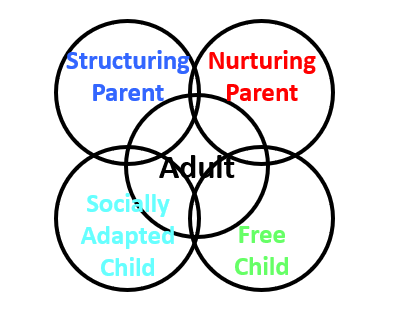 Structuring
Parent
Nurturing
Parent
Adult
Socially
Adapted
Child
Free
Child